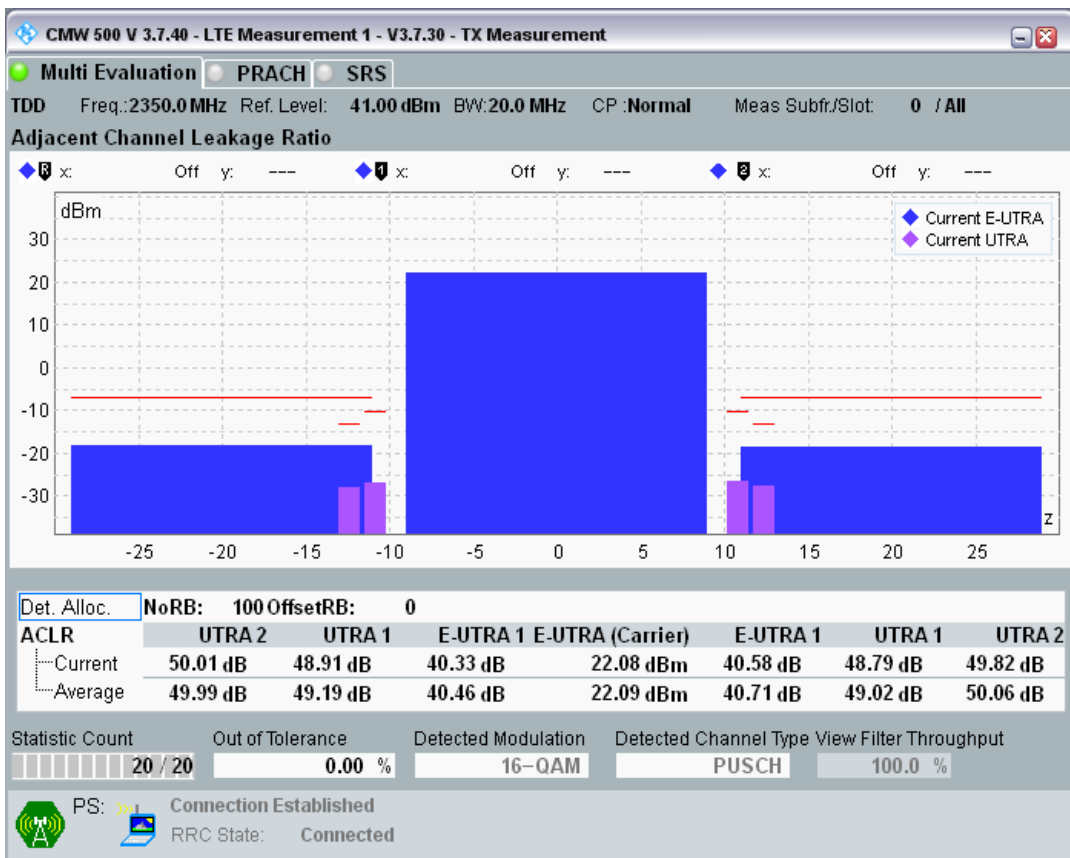 CMW 500 V 3.7.40 - LTE Measurement 1 - V3.7.30 - TX Measurement
Multi Evaluation PRACH SRS
TDD Freq.:2350.0 MHz Ref. Level: 41.00 dBm BW:20.0 MHz CP :Normal Meas Subfr./Slot: 0 / All
Adjacent Channel Leakage Ratio
R x: Off y: --- 1 x: Off y: --- 2 x: Off y: ---
dBm
Current E-UTRA
Current UTRA
30
20
10
0
-10
-20
-30
z
-25 -20 -15 -10 -5 0 5 10 15 20 25
Det. Alloc. NoRB: 100 OffsetRB: 0
ACLR UTRA 2 UTRA 1 E-UTRA 1 E-UTRA (Carrier) E-UTRA 1 UTRA 1 UTRA 2
Current 50.01 dB 48.91 dB 40.33 dB 22.08 dBm 40.58 dB 48.79 dB 49.82 dB
Average 49.99 dB 49.19 dB 40.46 dB 22.09 dBm 40.71 dB 49.02 dB 50.06 dB
Statistic Count Out of Tolerance Detected Modulation Detected Channel Type View Filter Throughput
20 / 20 0.00 % 16-QAM PUSCH 100.0 %
PS: Connection Established
RRC State: Connected